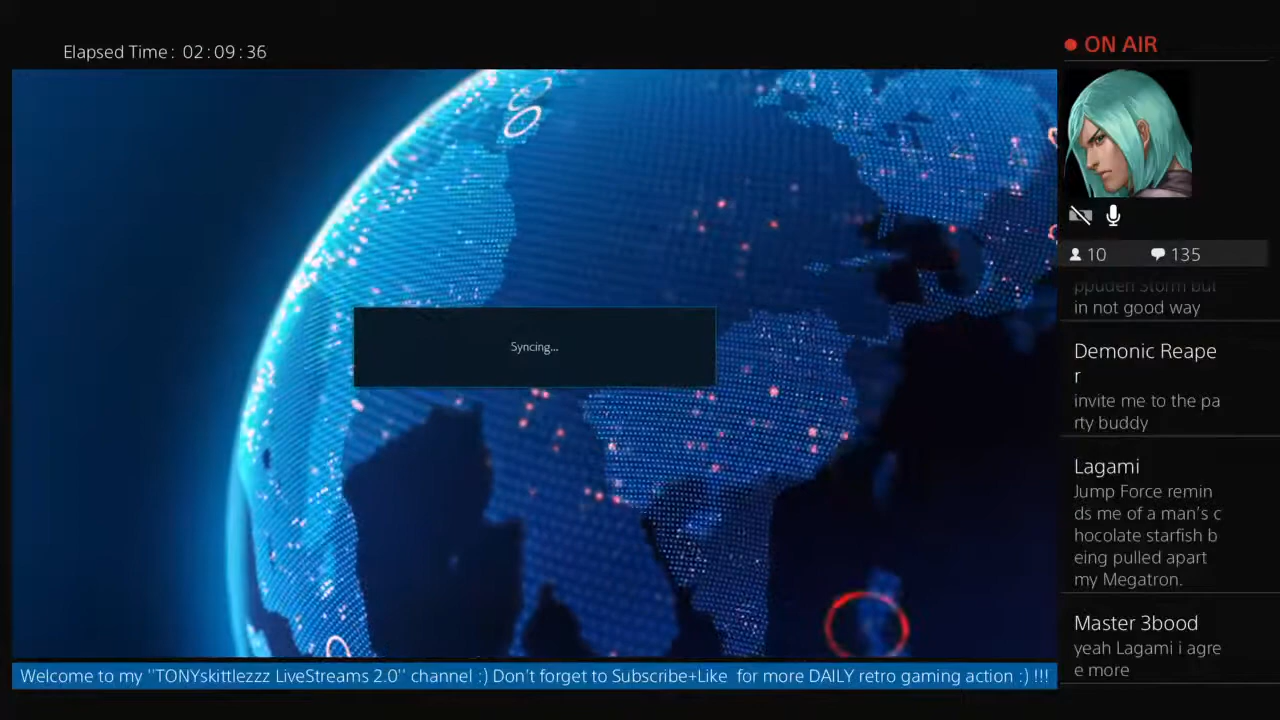 Elapsed Time: 02:09:36
ON AIR
10 135
ppuden Storm but
in not good way
Demonic Reape
r
invite me to the pa
rty buddy
Lagami
Jump Force remin
ds me of a man's c
hocolate starfish b
eing pulled apart
my Megatron.
Master 3bood
yeah Lagami i agre
e more
Syncing...
Welcome to my "TONYskittlezzz LiveStreams 2.0" channel :) Don't forget to Subscribe+Like for more DAILY retro gaming action :) !!!